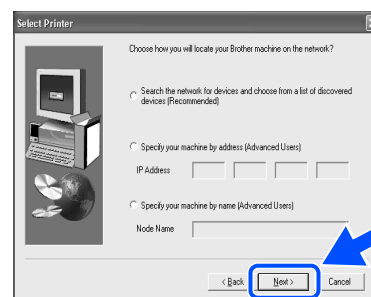 Select Printer
Choose how you will locate your Brother machine on the network?
Search the network for devices and choose from a list of discovered
devices (Recommended)
Specify your machine by address (Advanced Users)
IP Address
Specify your machine by name (Advanced Users)
Node Name
< Back
Next >
Cancel